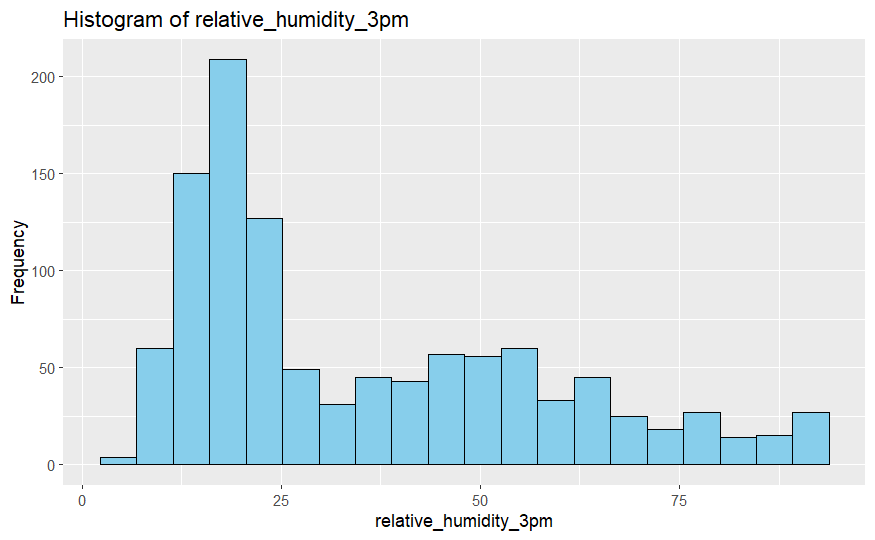 Histogram of relative_humidity_3pm
Frequency
200
150
100
50
0
0 25 50 75
relative_humidity_3pm